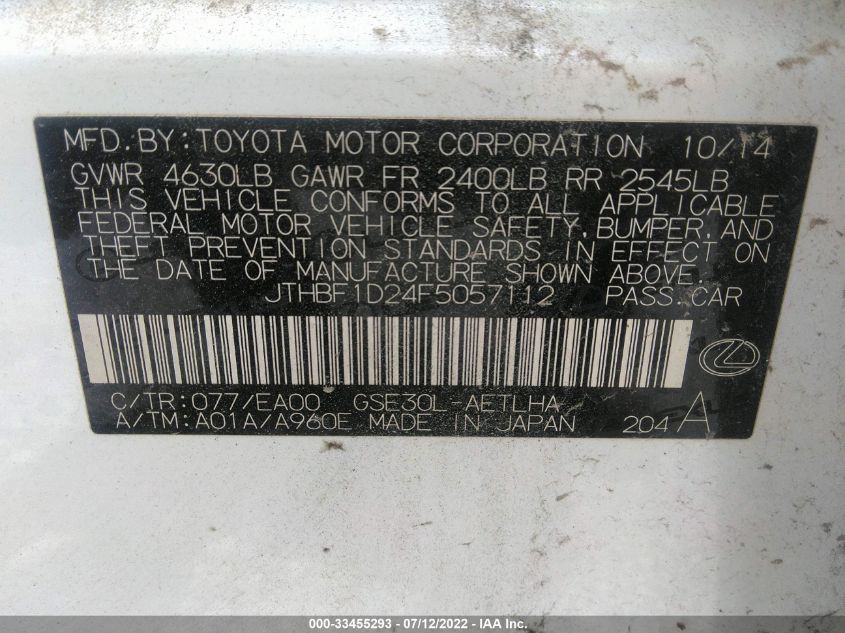 MFD.BY:TOYOTA MOTOR CORPORATION 10/14
GVWR 4630LB GAWR FR 2400LB RR 2545LB
THIS VEHICLE CONFORMS TO ALL APPLICABLE
FEDERAL MOTOR VEHICLE SAFETY,BUMPER,AND
THEFT PREVENTION STANDARDS IN EFFECT ON
THE DATE OF MANUFACTURE SHOWN ABOVE.
JTHBF1D24F5057112 PASS.CAR
C/TR:077/EA00 GSE30L-AETLHA
A/TM:A01A/A960E MADE IN JAPAN 204 A
000-33455293 - 07/12/2022 - IAA Inc.